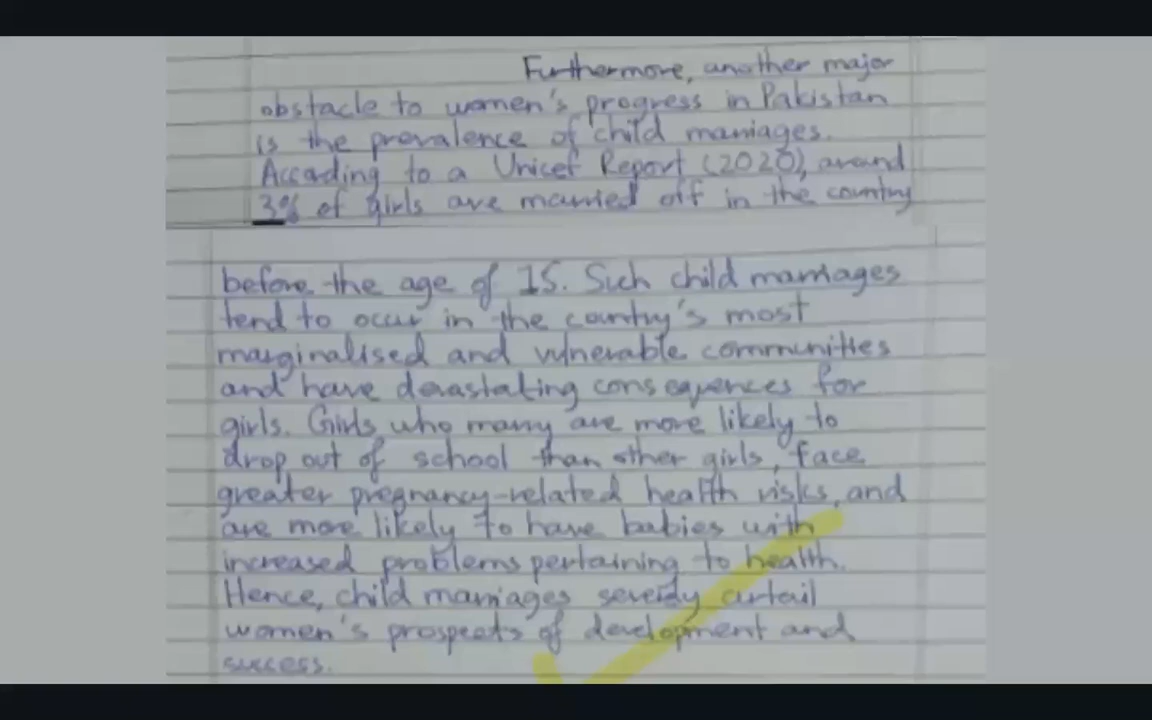 Furthermore, another major
obstacle to women's progress in Pakistan
is the prevalence of child marriages.
According to a Unicef Report (2020), around
3% of girls are married off in the country
before the age of 15. Such child marriages
tend to occur in the country's most
marginalised and vulnerable communities
and have devastating consequences for
girls. Girls who marry are more likely to
drop out of school than other girls, face
greater pregnancy-related health risks, and
are more likely to have babies with
increased problems pertaining to health.
Hence, child marriages severely curtail
women's prospects of development and
success.